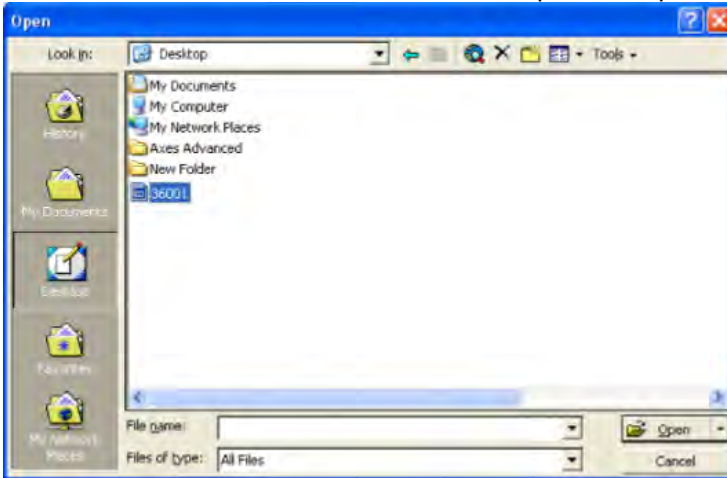 Open
Look in:
Desktop
Tools
History
My Documents
Desktop
Favorites
My Network
Places
My Documents
My Computer
My Network Places
Axes Advanced
New Folder
36001
File name:
Open
Files of type:
All Files
Cancel